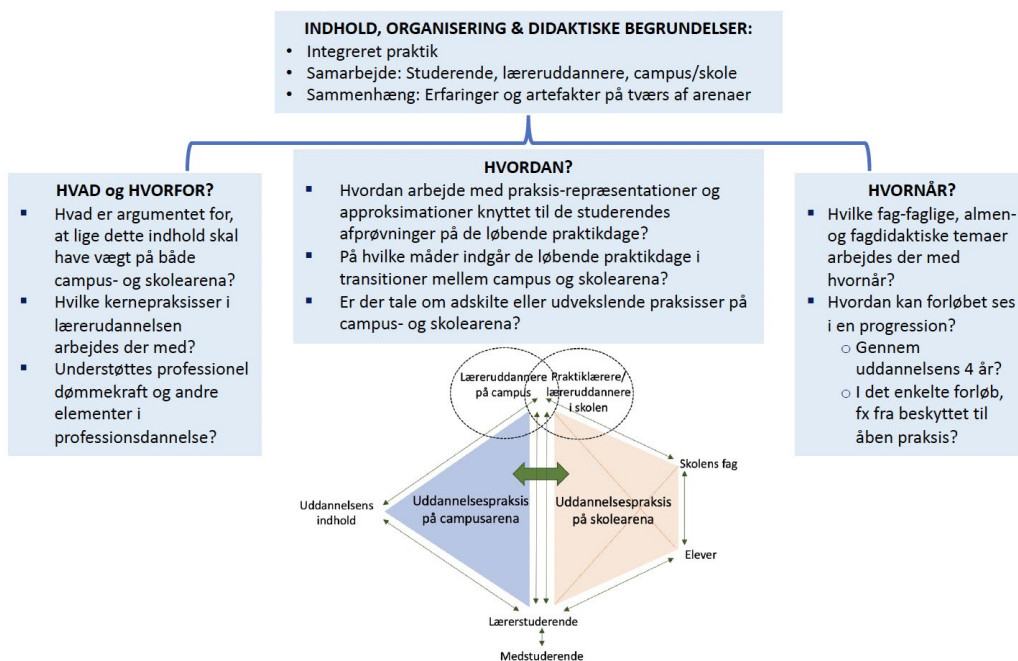 INDHOLD, ORGANISERING & DIDAKTISKE BEGRUNDELSER:
• Integreret praktik
• Samarbejde: Studerende, læreruddannere, campus/skole
• Sammenhæng: Erfaringer og artefakter på tværs af arenaer
HVAD og HVORFOR?
▪ Hvad er argumentet for,
at lige dette indhold skal
have vægt på både
campus- og skolearena?
▪ Hvilke kernepraksisser i
lærerudannelsen
arbejdes der med?
▪ Understøttes professionel
dømmekraft og andre
elementer i
professionsdannelse?
HVORDAN?
▪ Hvordan arbejde med praksis-repræsentationer og
approksimationer knyttet til de studerendes
afprøvninger på de løbende praktikdage?
▪ På hvilke måder indgår de løbende praktikdage i
transitioner mellem campus og skolearena?
▪ Er der tale om adskilte eller udvekslende praksisser på
campus- og skolearena?
HVORNÅR?
▪ Hvilke fag-faglige, almen-
og fagdidaktiske temaer
arbejdes der med
hvornår?
▪ Hvordan kan forløbet ses
i en progression?
○ Gennem
uddannelsens 4 år?
○ I det enkelte forløb,
fx fra beskyttet til
åben praksis?
Læreruddannere
på campus
Praktiklærere/
læreruddannere
i skolen
Skolens fag
Uddannelsens
indhold
Uddannelsespraksis
på campusarena
Uddannelsespraksis
på skolearena
Elever
Lærerstuderende
Medstuderende